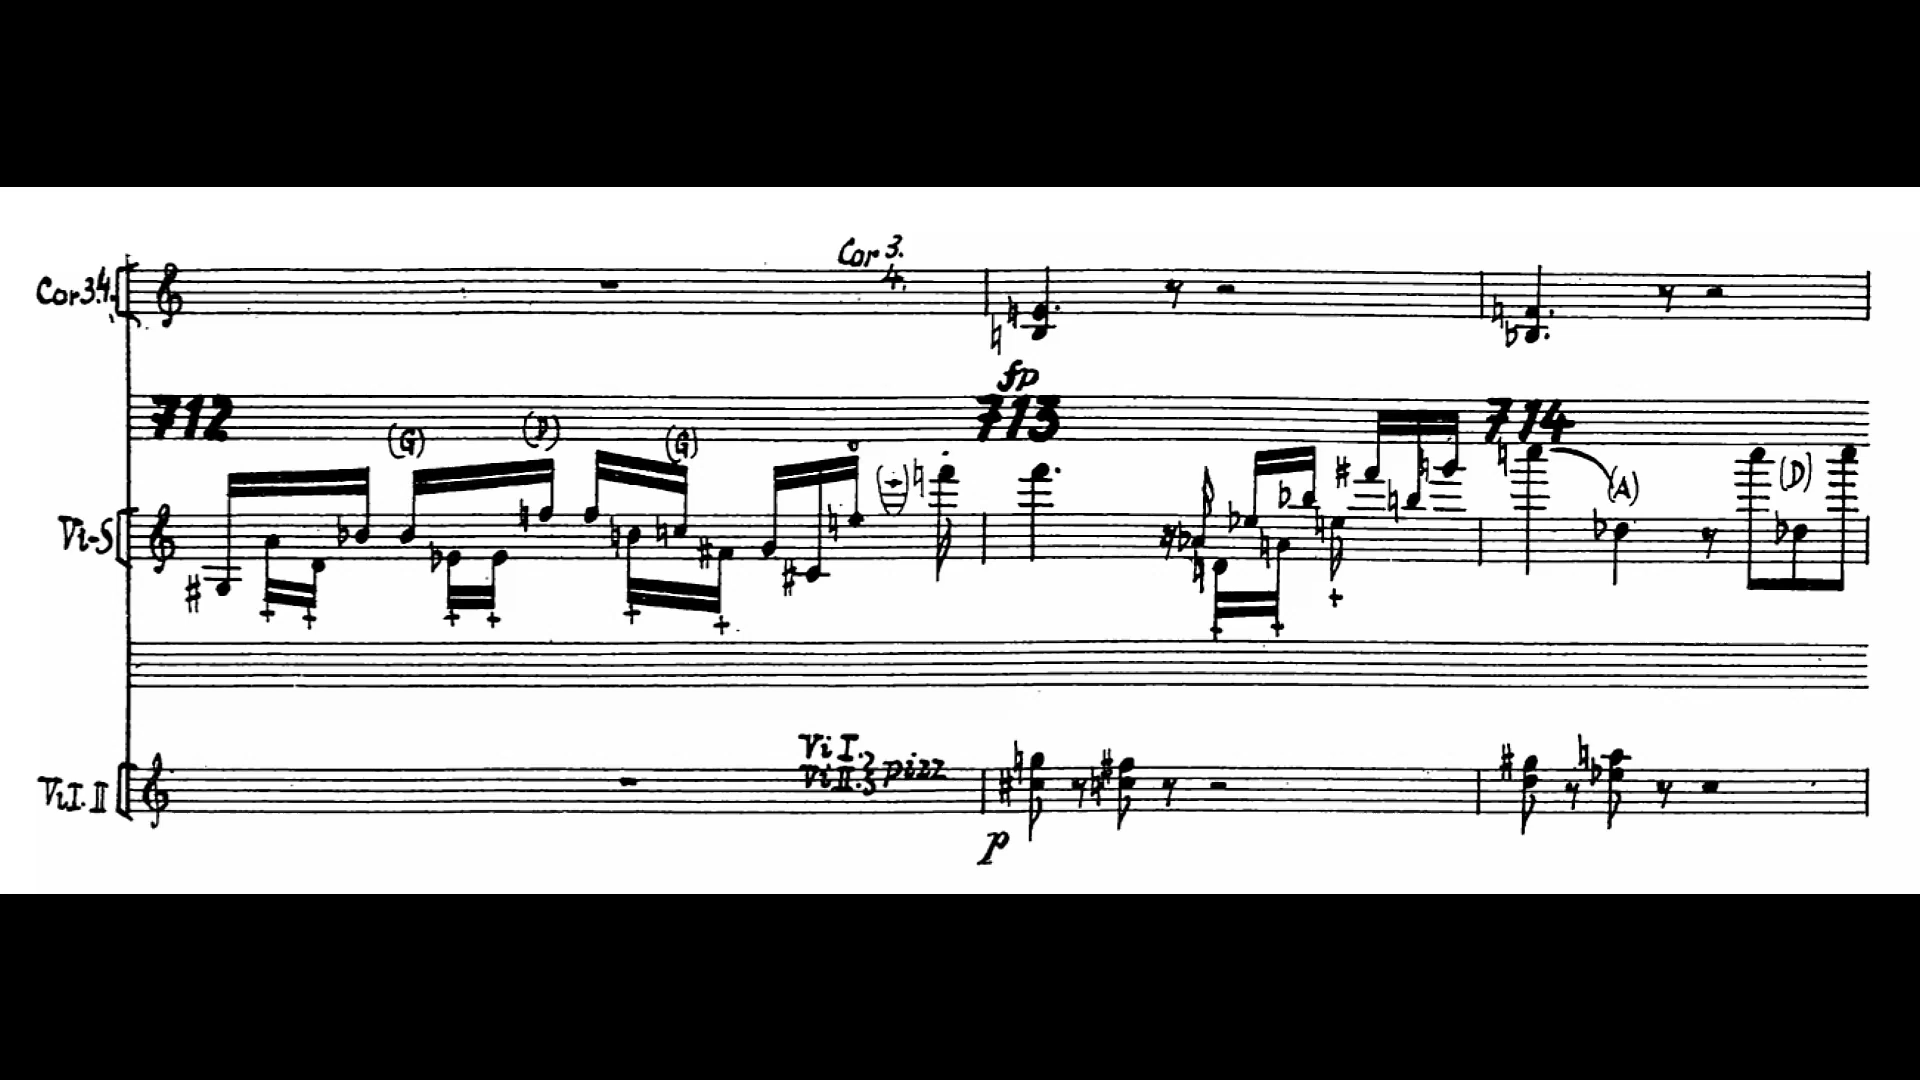 Cor 3.
4.
Cor 3.4.
fp
712
713
714
(G) (D) (G)
(A) (D)
Vi-S
Vi I.
Vi II. } pizz
Vi I. II
p